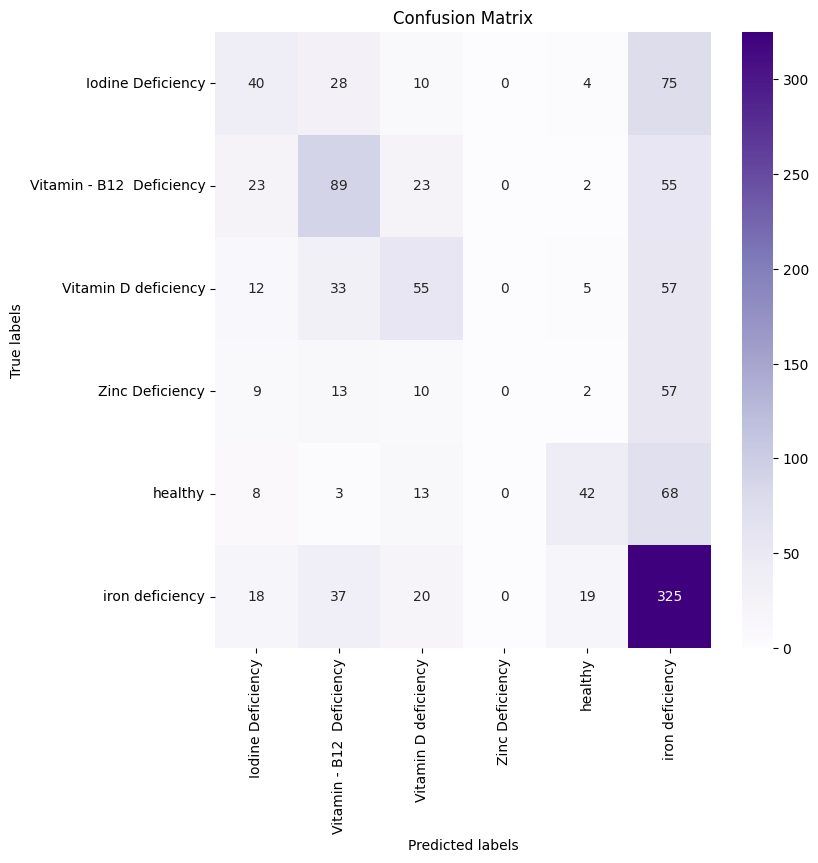 Confusion Matrix
Iodine Deficiency 40 28 10 0 4 75
Vitamin - B12  Deficiency 23 89 23 0 2 55
Vitamin D deficiency 12 33 55 0 5 57
Zinc Deficiency 9 13 10 0 2 57
healthy 8 3 13 0 42 68
iron deficiency 18 37 20 0 19 325
True labels
Iodine Deficiency
Vitamin - B12  Deficiency
Vitamin D deficiency
Zinc Deficiency
healthy
iron deficiency
Predicted labels
300
250
200
150
100
50
0